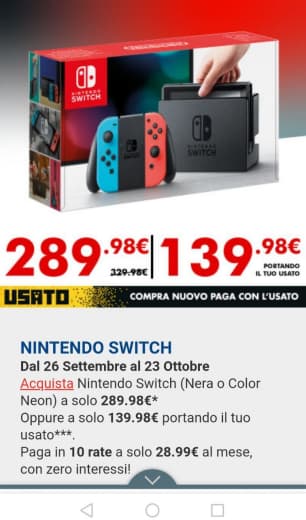 NINTENDO
SWITCH
NINTENDO
SWITCH
289.98€
329.98€
139.98€
PORTANDO
IL TUO USATO
USATO
COMPRA NUOVO PAGA CON L'USATO
NINTENDO SWITCH
Dal 26 Settembre al 23 Ottobre
Acquista Nintendo Switch (Nera o Color
Neon) a solo 289.98€*
Oppure a solo 139.98€ portando il tuo
usato***.
Paga in 10 rate a solo 28.99€ al mese,
con zero interessi!